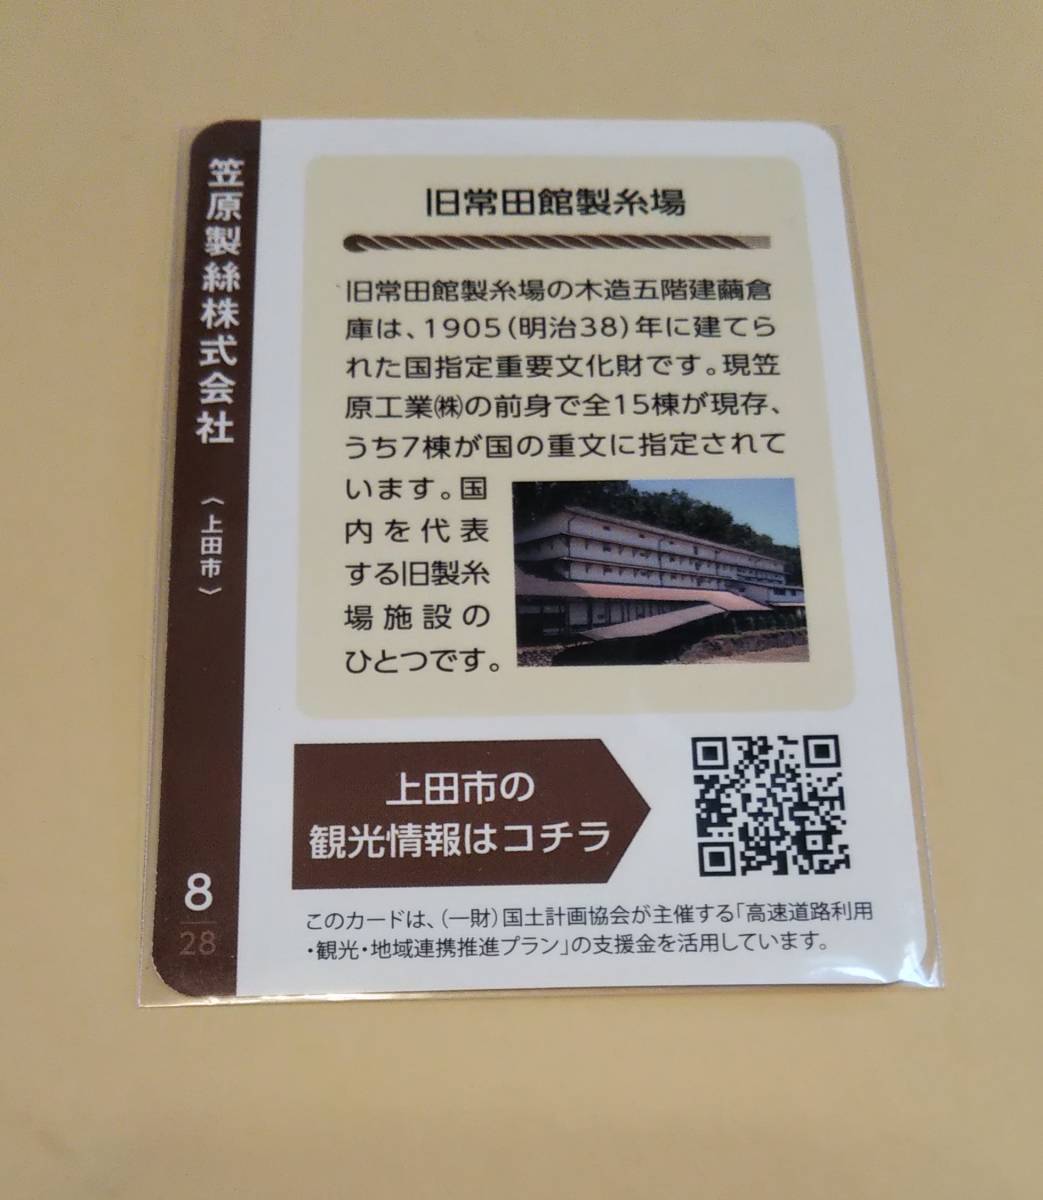 笠原製絲株式会社
〈上田市〉
8
28
旧常田館製糸場
旧常田館製糸場の木造五階建繭倉
庫は、1905(明治38)年に建てら
れた国指定重要文化財です。現笠
原工業㈱の前身で全15棟が現存、
うち7棟が国の重文に指定されて
います。国
内を代表
する旧製糸
場施設の
ひとつです。
上田市の
観光情報はコチラ
このカードは、(一財)国土計画協会が主催する「高速道路利用
・観光・地域連携推進プラン」の支援金を活用しています。